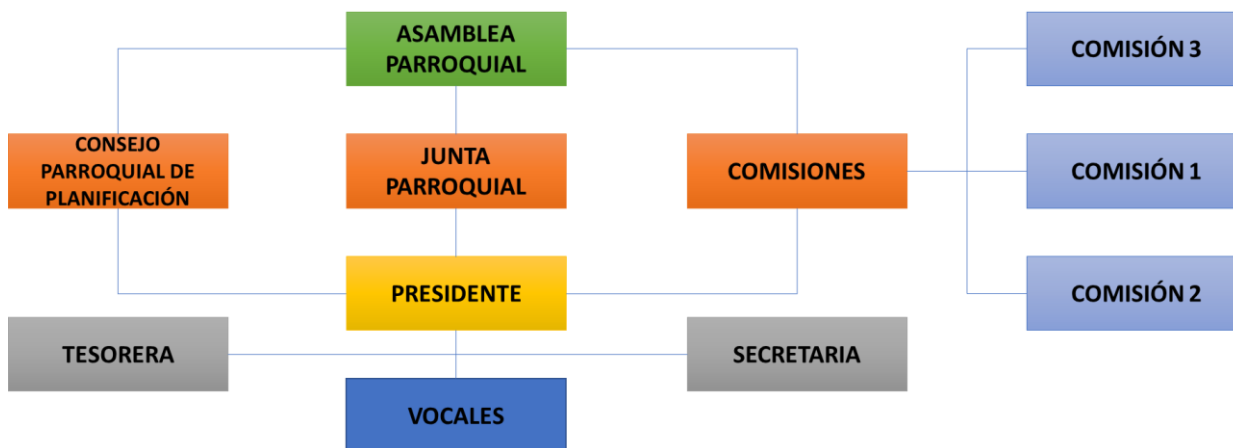 ASAMBLEA
PARROQUIAL
COMISIÓN 3
CONSEJO
PARROQUIAL DE
PLANIFICACIÓN
JUNTA
PARROQUIAL
COMISIONES
COMISIÓN 1
PRESIDENTE
COMISIÓN 2
TESORERA
SECRETARIA
VOCALES